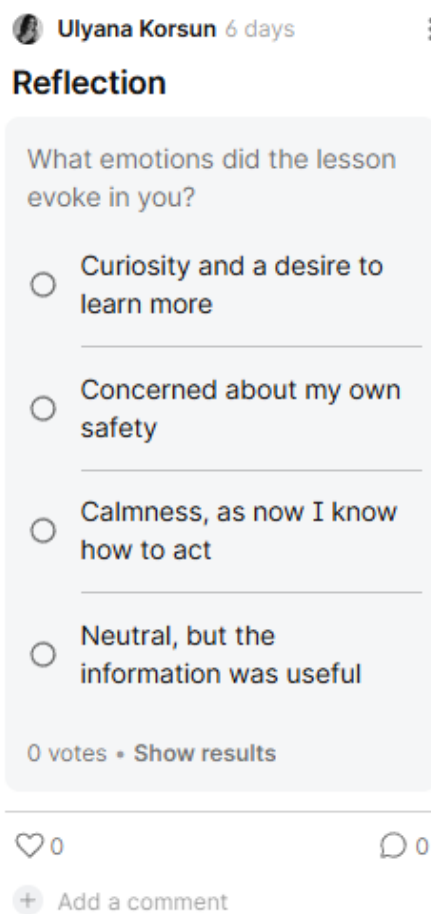 Ulyana Korsun 6 days
Reflection
What emotions did the lesson
evoke in you?
Curiosity and a desire to
learn more
Concerned about my own
safety
Calmness, as now I know
how to act
Neutral, but the
information was useful
0 votes • Show results
0 0
Add a comment